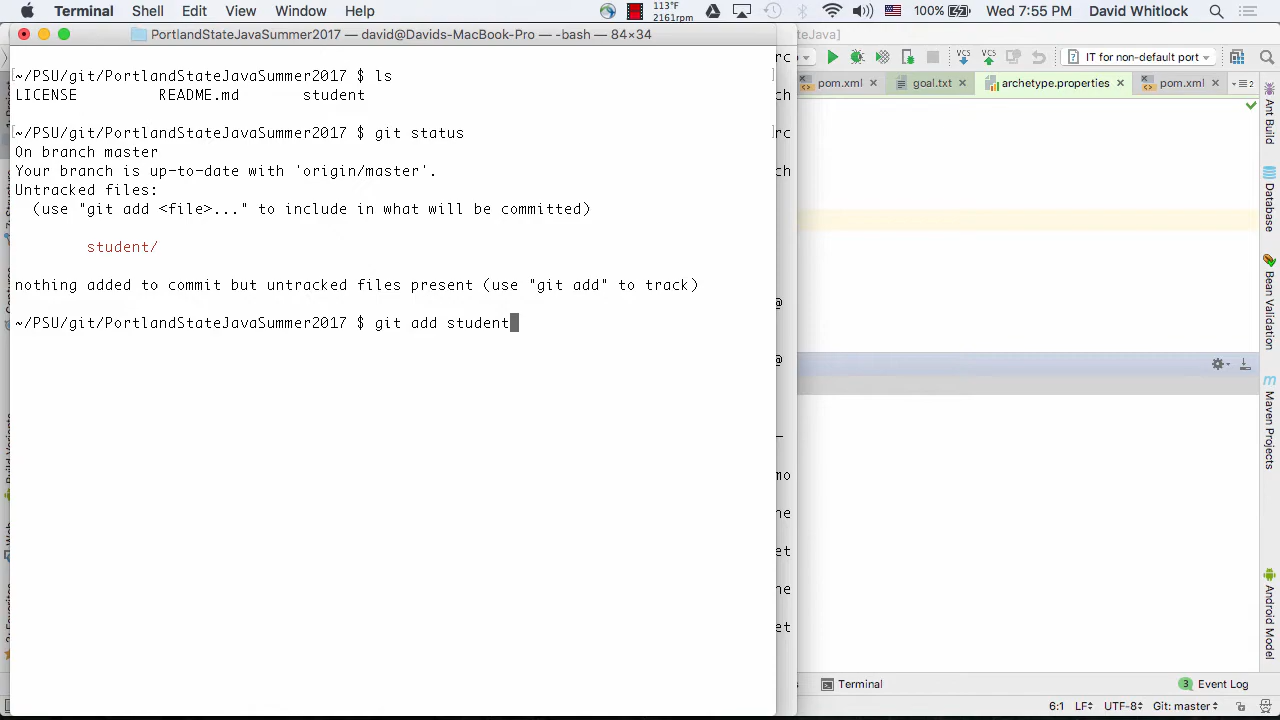 Terminal Shell Edit View Window Help 113°F 2161rpm 100% Wed 7:55 PM David Whitlock
PortlandStateJavaSummer2017 — david@Davids-MacBook-Pro — -bash — 84×34
eJava]
IT for non-default port
pom.xml goal.txt archetype.properties pom.xml
[~/PSU/git/PortlandStateJavaSummer2017 $ ls ]
LICENSE README.md student
[~/PSU/git/PortlandStateJavaSummer2017 $ git status ]
On branch master
Your branch is up-to-date with 'origin/master'.
Untracked files:
(use "git add <file>..." to include in what will be committed)
student/
nothing added to commit but untracked files present (use "git add" to track)
~/PSU/git/PortlandStateJavaSummer2017 $ git add student
Ant Build
Database
Bean Validation
Maven Projects
Android Model
Terminal 3 Event Log
6:1 LF UTF-8 Git: master